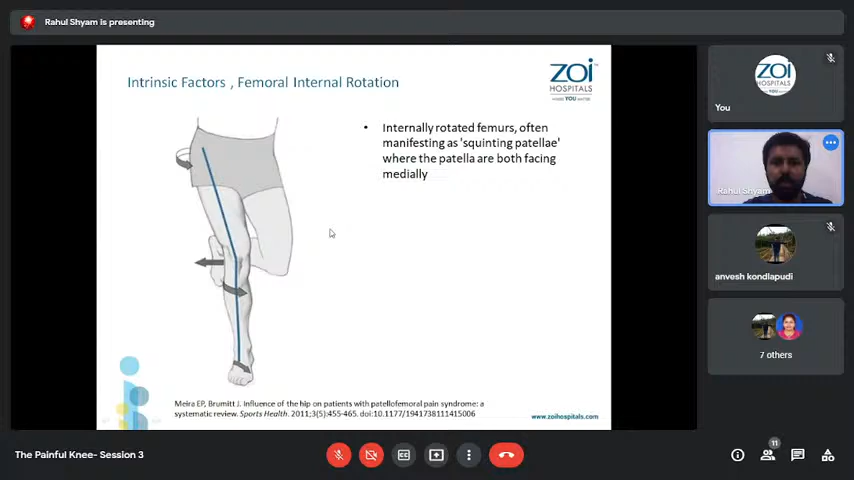 Rahul Shyam is presenting
Intrinsic Factors , Femoral Internal Rotation
ZOI
HOSPITALS
WHERE YOU MATTER
• Internally rotated femurs, often
manifesting as 'squinting patellae'
where the patella are both facing
medially
Meira EP, Brumitt J. Influence of the hip on patients with patellofemoral pain syndrome: a
systematic review. Sports Health. 2011;3(5):455-465. doi:10.1177/1941738111415006
www.zoihospitals.com
ZOI
HOSPITALS
You
Rahul Shyam
anvesh kondlapudi
7 others
The Painful Knee- Session 3
11